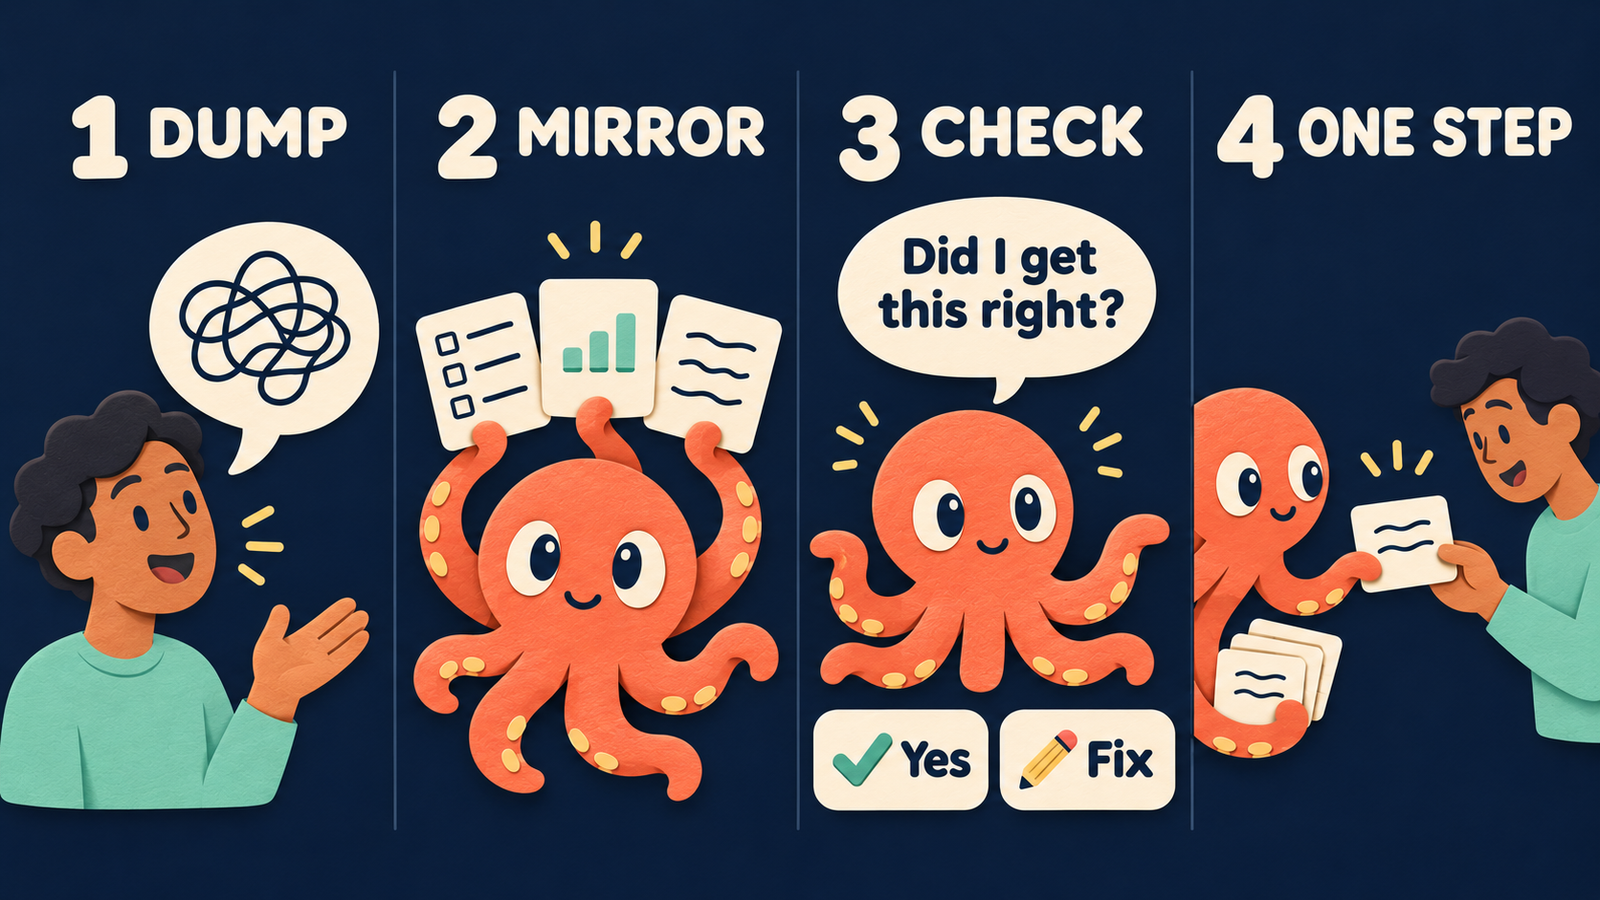 1 DUMP
2 MIRROR
3 CHECK
Did I get
this right?
Yes
Fix
4 ONE STEP